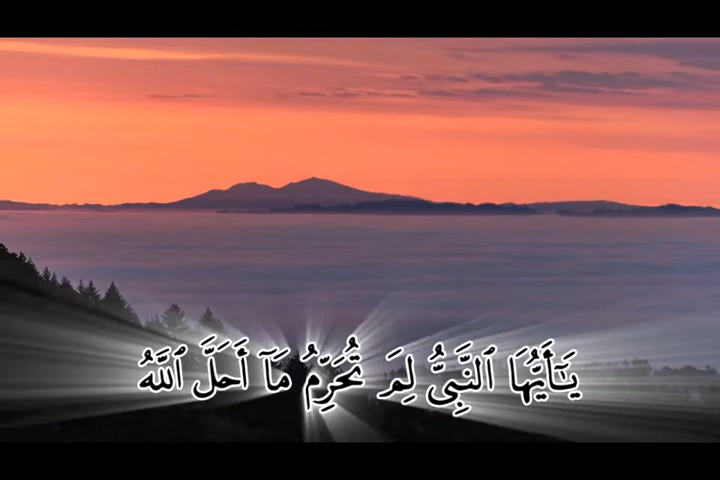 يَـٰٓأَيُّهَا ٱلنَّبِىُّ لِمَ تُحَرِّمُ مَآ أَحَلَّ ٱللَّهُ